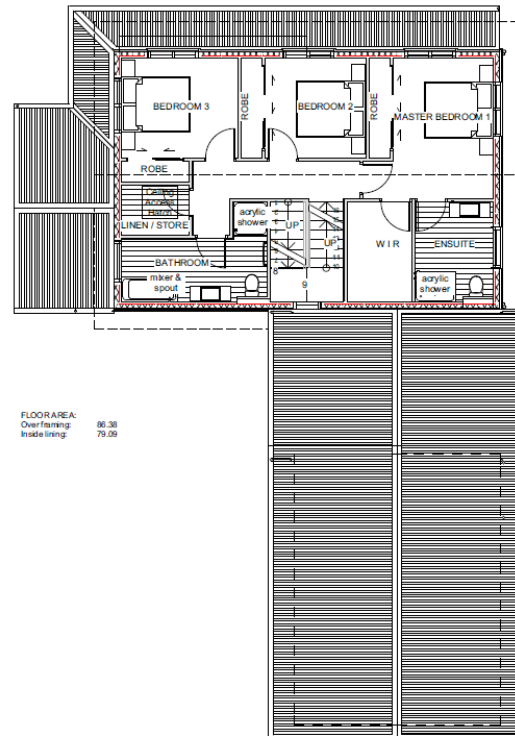 BEDROOM 3
ROBE
BEDROOM 2
ROBE
MASTER BEDROOM 1
ROBE
Ceiling
Access
Hatch
LINEN / STORE
acrylic
shower
UP
UP
W I R
ENSUITE
BATHROOM
mixer &
spout
8
9
acrylic
shower
FLOOR AREA:
Over framing: 86.38
Inside lining: 79.09